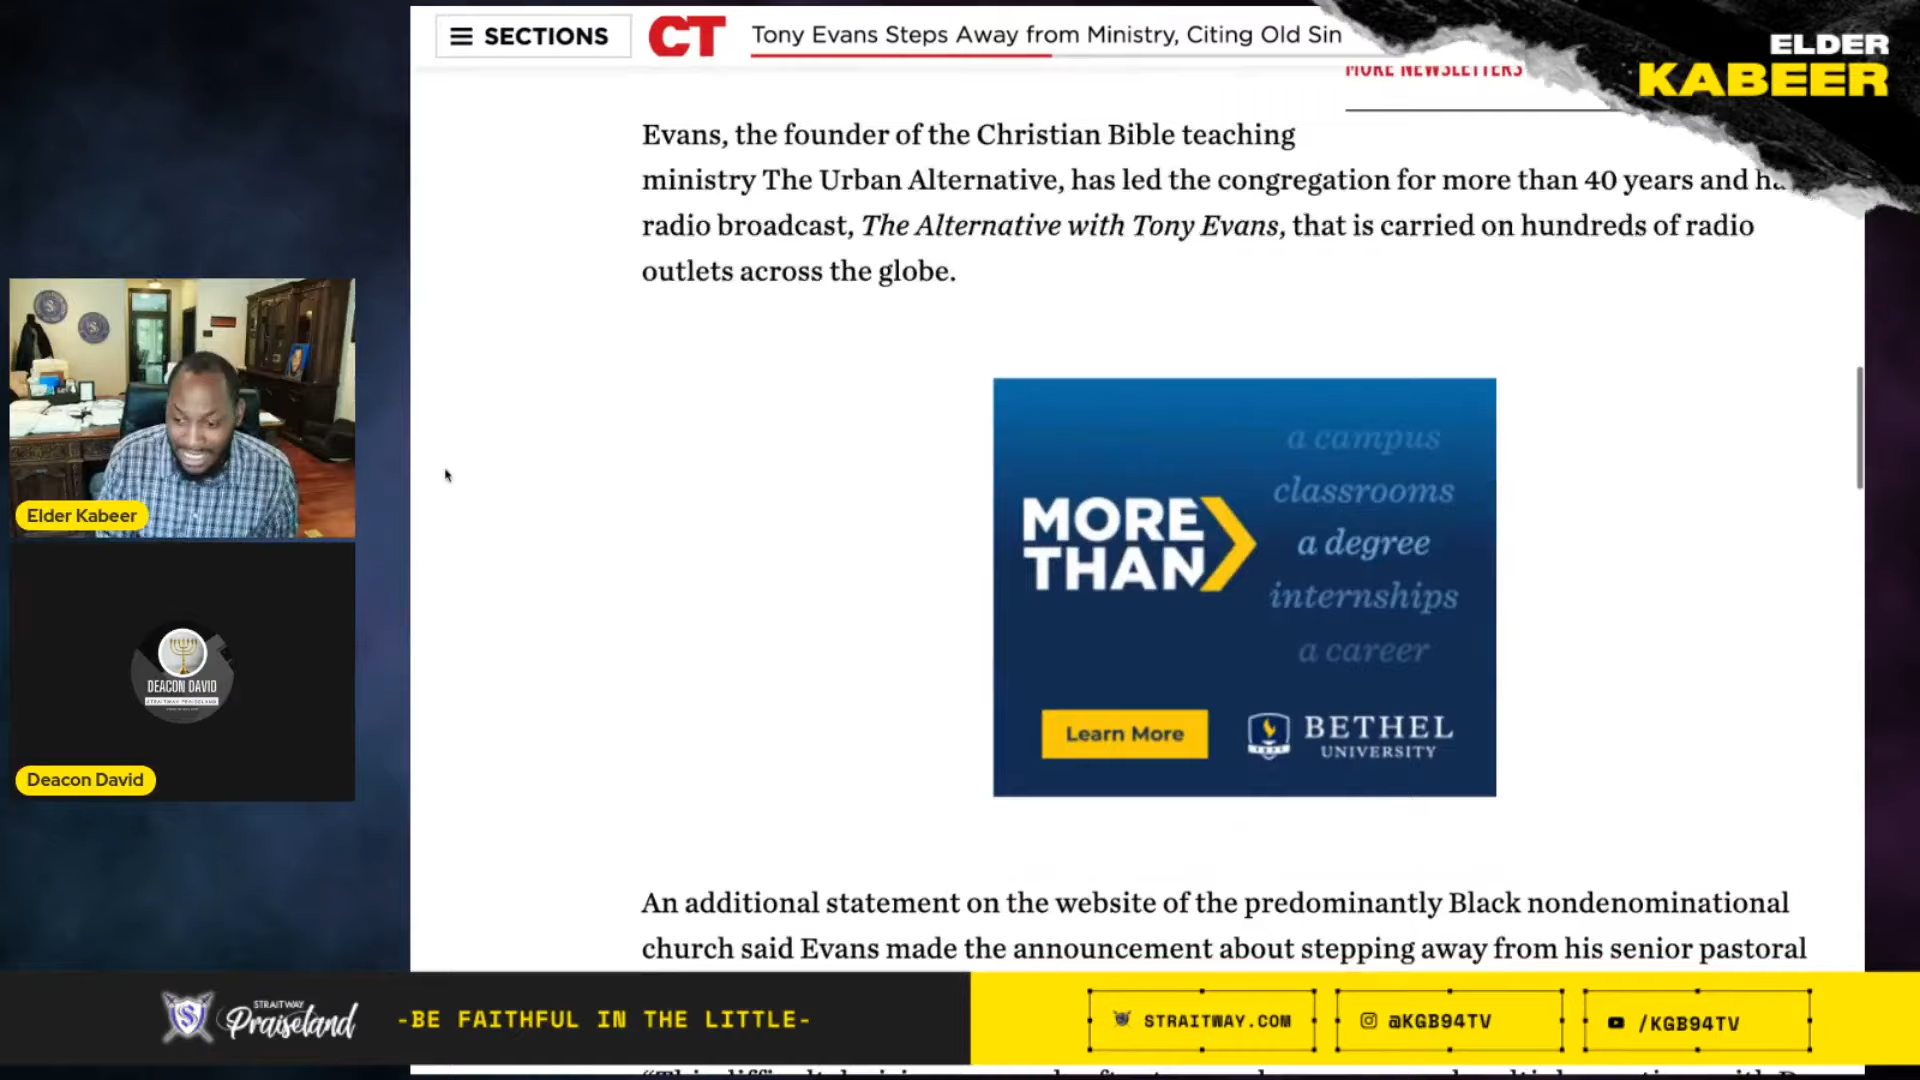 SECTIONS
CT
Tony Evans Steps Away from Ministry, Citing Old Sin
MORE NEWSLETTERS
ELDER
KABEER
Evans, the founder of the Christian Bible teaching
ministry The Urban Alternative, has led the congregation for more than 40 years and
radio broadcast, The Alternative with Tony Evans, that is carried on hundreds of radio
outlets across the globe.
MORE
THAN
a campus
classrooms
a degree
internships
a career
Learn More
BETHEL
UNIVERSITY
Elder Kabeer
DEACON DAVID
STRAITWAY PRAISELAND
Deacon David
An additional statement on the website of the predominantly Black nondenominational
church said Evans made the announcement about stepping away from his senior pastoral
STRAITWAY
Praiseland
-BE FAITHFUL IN THE LITTLE-
STRAITWAY.COM
@KGB94TV
/KGB94TV